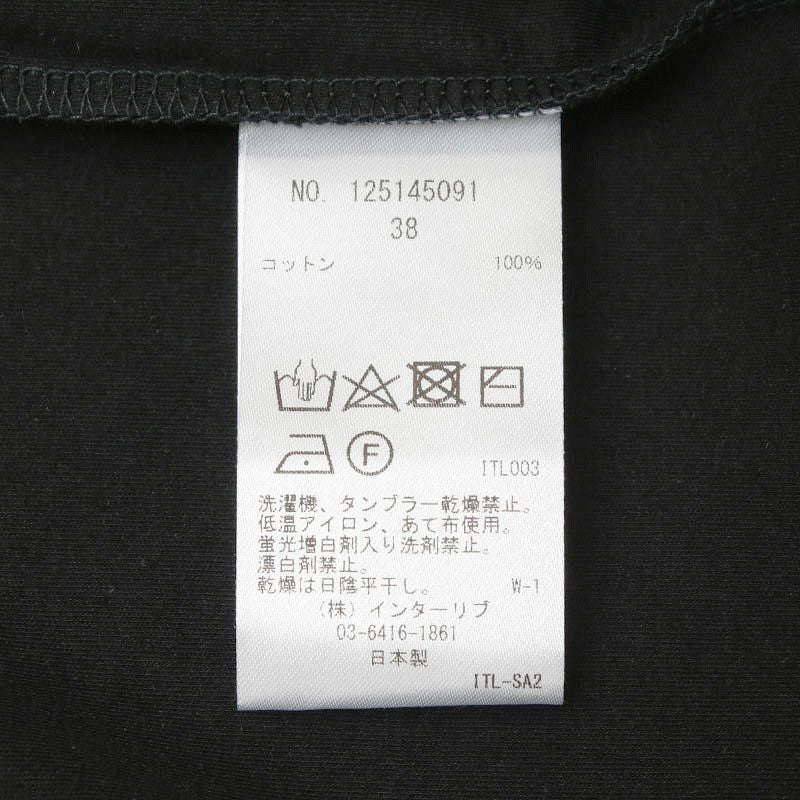 NO. 125145091
38
コットン 100%
F
ITL003
洗濯機、タンブラー乾燥禁止。
低温アイロン、あて布使用。
蛍光増白剤入り洗剤禁止。
漂白剤禁止。
乾燥は日陰平干し。 W-1
(株)インターリブ
03-6416-1861
日本製
ITL-SA2